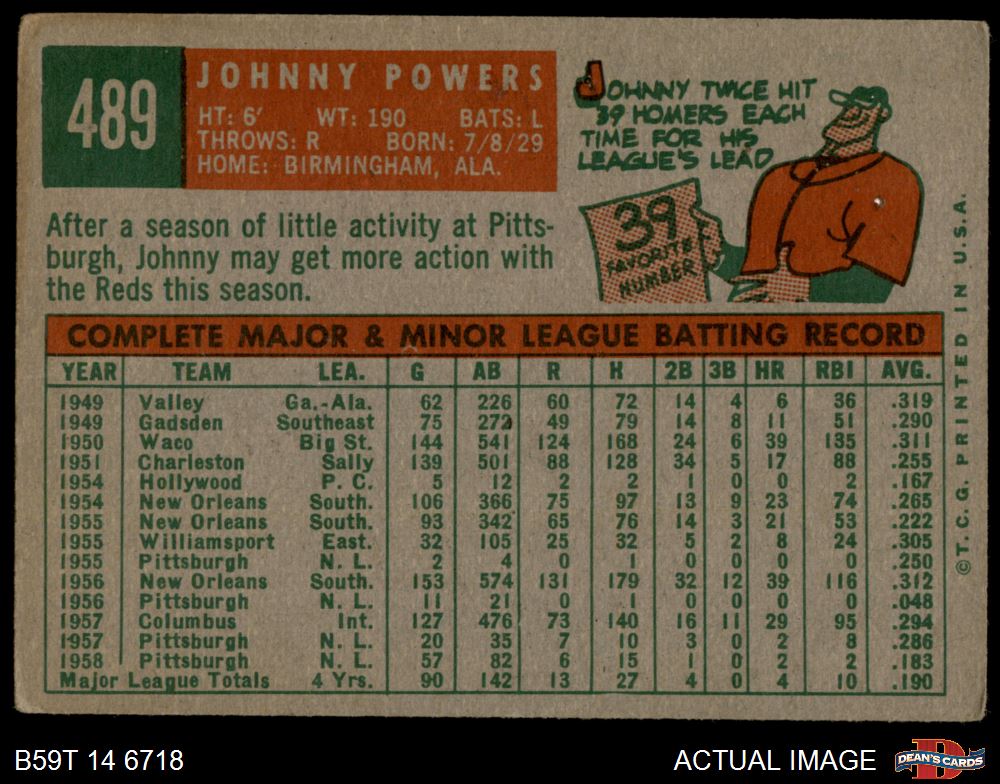 489
JOHNNY POWERS
HT: 6' WT: 190 BATS: L
THROWS: R BORN: 7/8/29
HOME: BIRMINGHAM, ALA.
JOHNNY TWICE HIT
39 HOMERS EACH
TIME FOR HIS
LEAGUE'S LEAD
39
FAVORITE
NUMBER
After a season of little activity at Pitts-
burgh, Johnny may get more action with
the Reds this season.
COMPLETE MAJOR & MINOR LEAGUE BATTING RECORD
YEAR TEAM LEA. G AB R H 2B 3B HR RBI AVG.
1949 Valley Ga.-Ala. 62 226 60 72 14 4 6 36 .319
1949 Gadsden Southeast 75 272 49 79 14 8 11 51 .290
1950 Waco Big St. 144 541 124 168 24 6 39 135 .311
1951 Charleston Sally 139 501 88 128 34 5 17 88 .255
1954 Hollywood P. C. 5 12 2 2 1 0 0 2 .167
1954 New Orleans South. 106 366 75 97 13 9 23 74 .265
1955 New Orleans South. 93 342 65 76 14 3 21 53 .222
1955 Williamsport East. 32 105 25 32 5 2 8 24 .305
1955 Pittsburgh N. L. 2 4 0 1 0 0 0 0 .250
1956 New Orleans South. 153 574 131 179 32 12 39 116 .312
1956 Pittsburgh N. L. 11 21 0 1 0 0 0 0 .048
1957 Columbus Int. 127 476 73 140 16 11 29 95 .294
1957 Pittsburgh N. L. 20 35 7 10 3 0 2 8 .286
1958 Pittsburgh N. L. 57 82 6 15 1 0 2 2 .183
Major League Totals 4 Yrs. 90 142 13 27 4 0 4 10 .190
©T.C.G. PRINTED IN U.S.A.
B59T 14 6718
ACTUAL IMAGE
DEAN'S CARDS